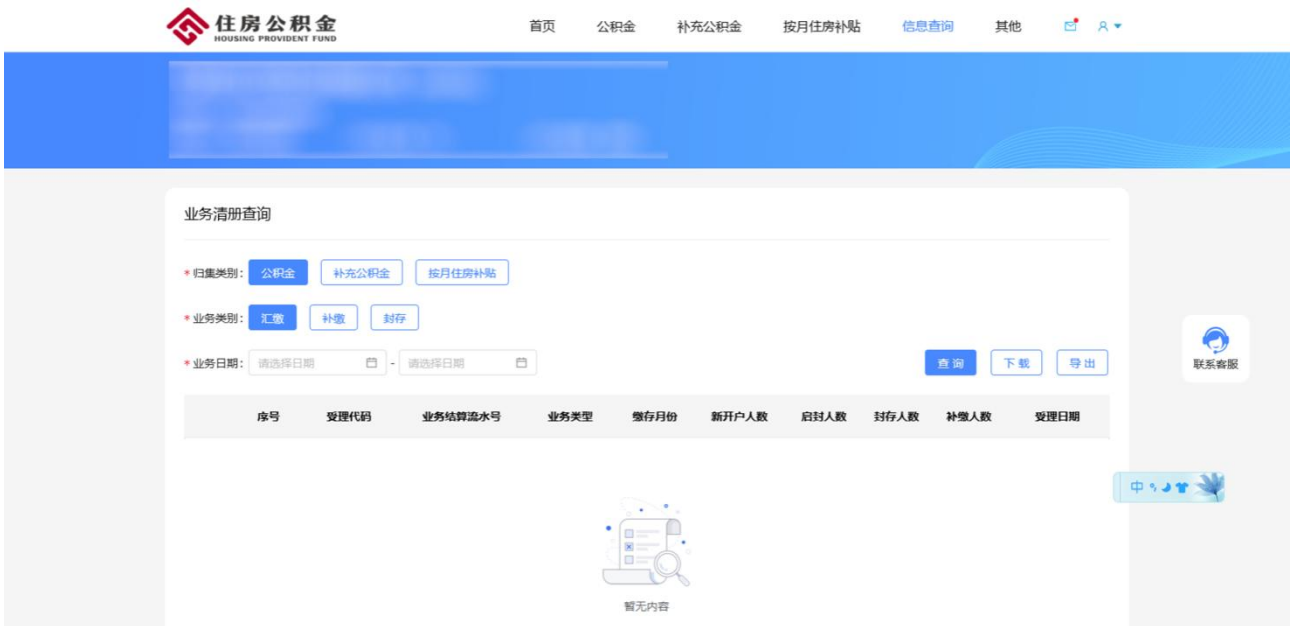 住房公积金
HOUSING PROVIDENT FUND
首页 公积金 补充公积金 按月住房补贴 信息查询 其他
业务清册查询
*归集类别: 公积金 补充公积金 按月住房补贴
*业务类别: 汇缴 补缴 封存
*业务日期: 请选择日期 - 请选择日期 查询 下载 导出
联系客服
序号 受理代码 业务结算流水号 业务类型 缴存月份 新开户人数 启封人数 封存人数 补缴人数 受理日期
中
暂无内容